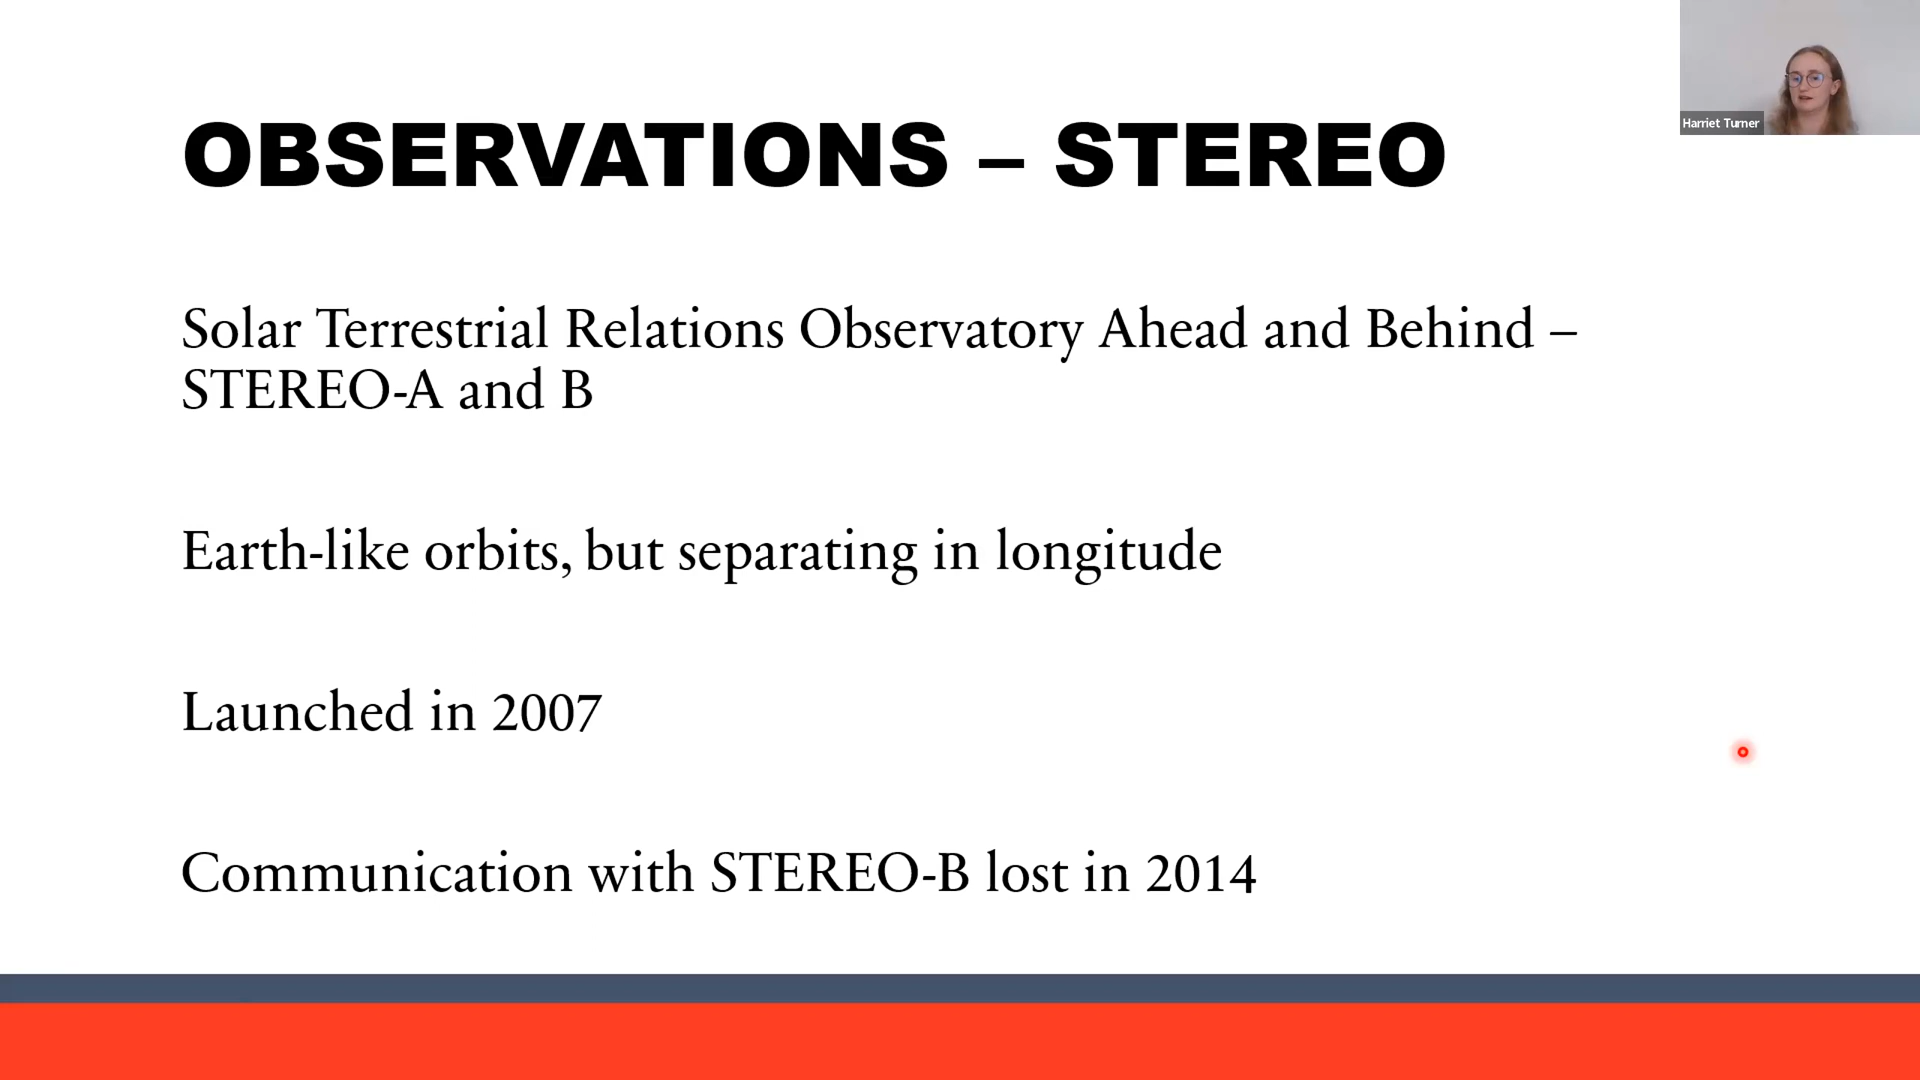 Harriet Turner
OBSERVATIONS – STEREO
Solar Terrestrial Relations Observatory Ahead and Behind –
STEREO-A and B
Earth-like orbits, but separating in longitude
Launched in 2007
Communication with STEREO-B lost in 2014